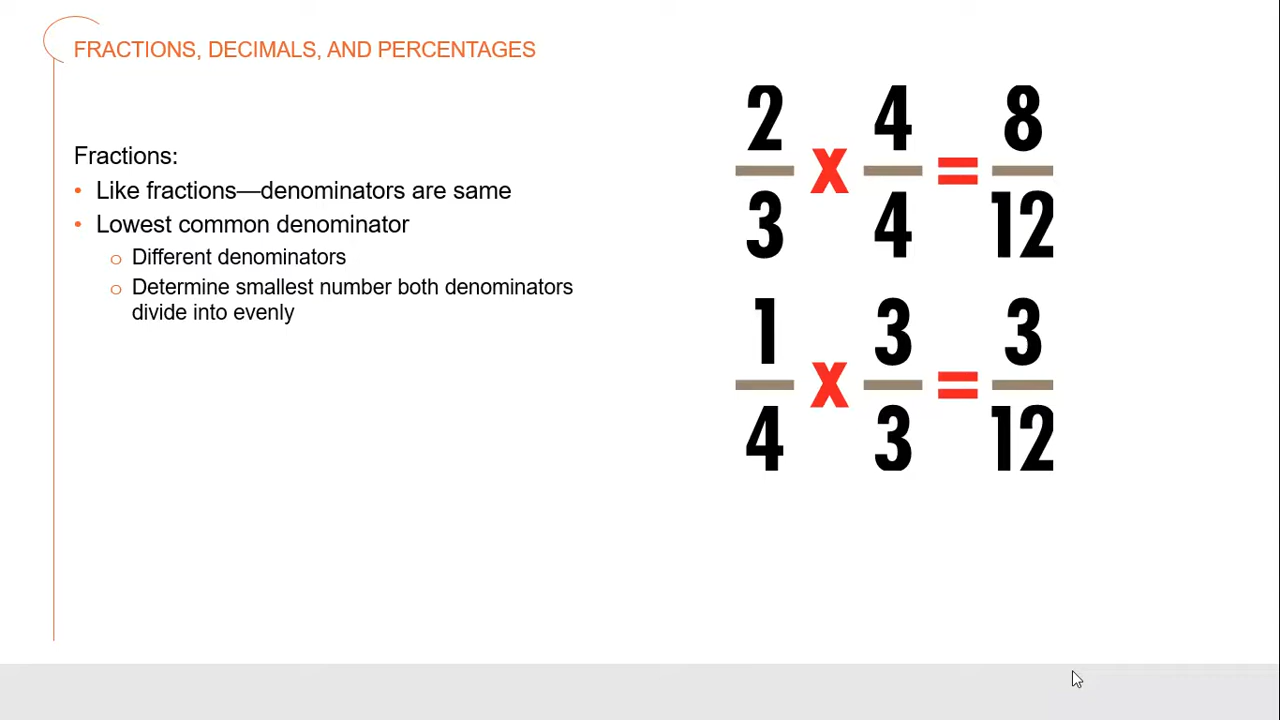 FRACTIONS, DECIMALS, AND PERCENTAGES
Fractions:
• Like fractions—denominators are same
• Lowest common denominator
o Different denominators
o Determine smallest number both denominators
divide into evenly
2 4 8
x =
3 4 12
1 3 3
x =
4 3 12